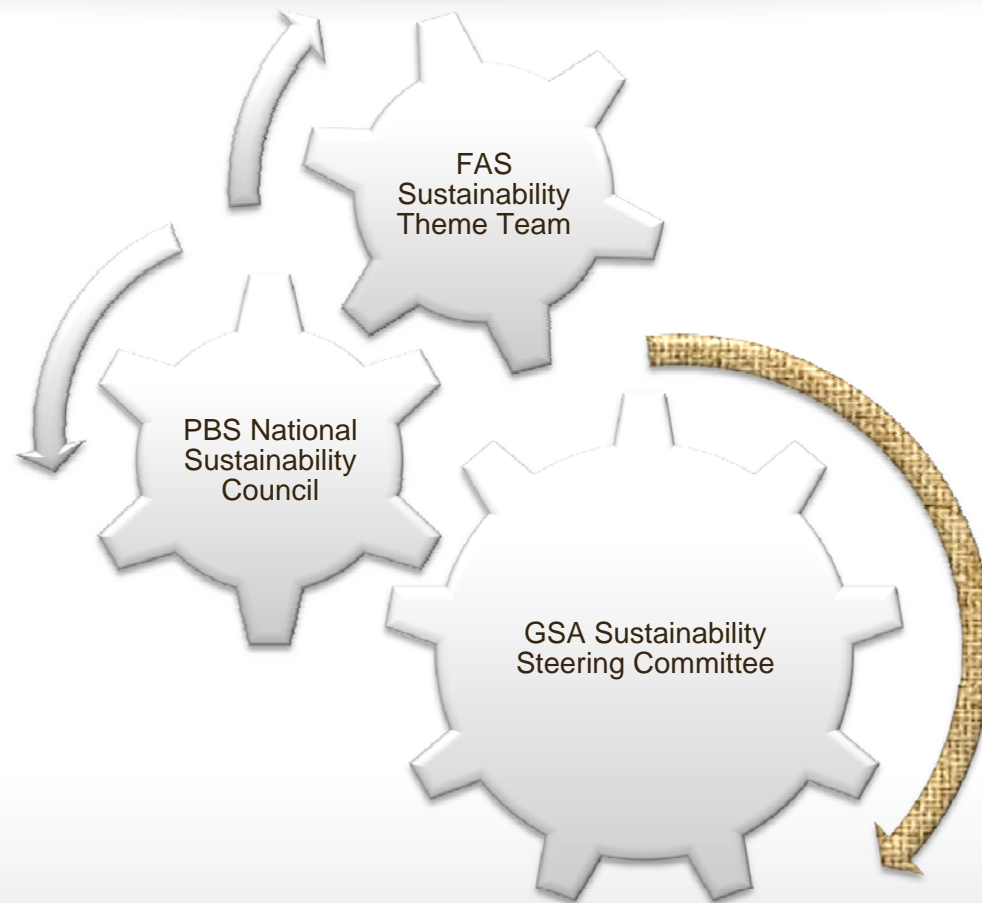 FAS
Sustainability
Theme Team
PBS National
Sustainability
Council
GSA Sustainability
Steering Committee